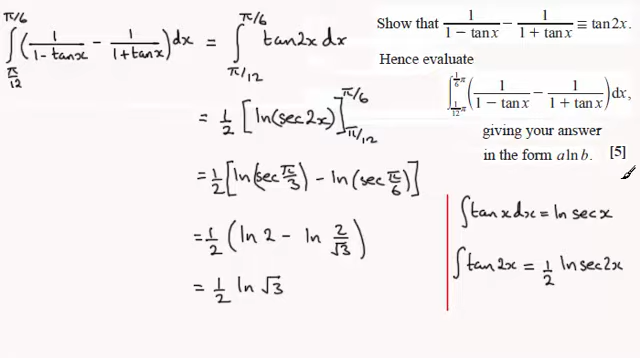 ∫_{π/12}^{π/6} (1/(1-tanx) - 1/(1+tanx)) dx = ∫_{π/12}^{π/6} tan2x dx
= 1/2 [ln(sec2x)]_{π/12}^{π/6}
= 1/2 [ln(sec π/3) - ln(sec π/6)]
= 1/2 (ln 2 - ln 2/√3)
= 1/2 ln √3
Show that 1/(1 - tan x) - 1/(1 + tan x) ≡ tan 2x.
Hence evaluate
∫_{1/12 π}^{1/6 π} (1/(1 - tan x) - 1/(1 + tan x)) dx,
giving your answer
in the form a ln b. [5]
∫tan x dx = ln sec x
∫tan 2x = 1/2 ln sec 2x